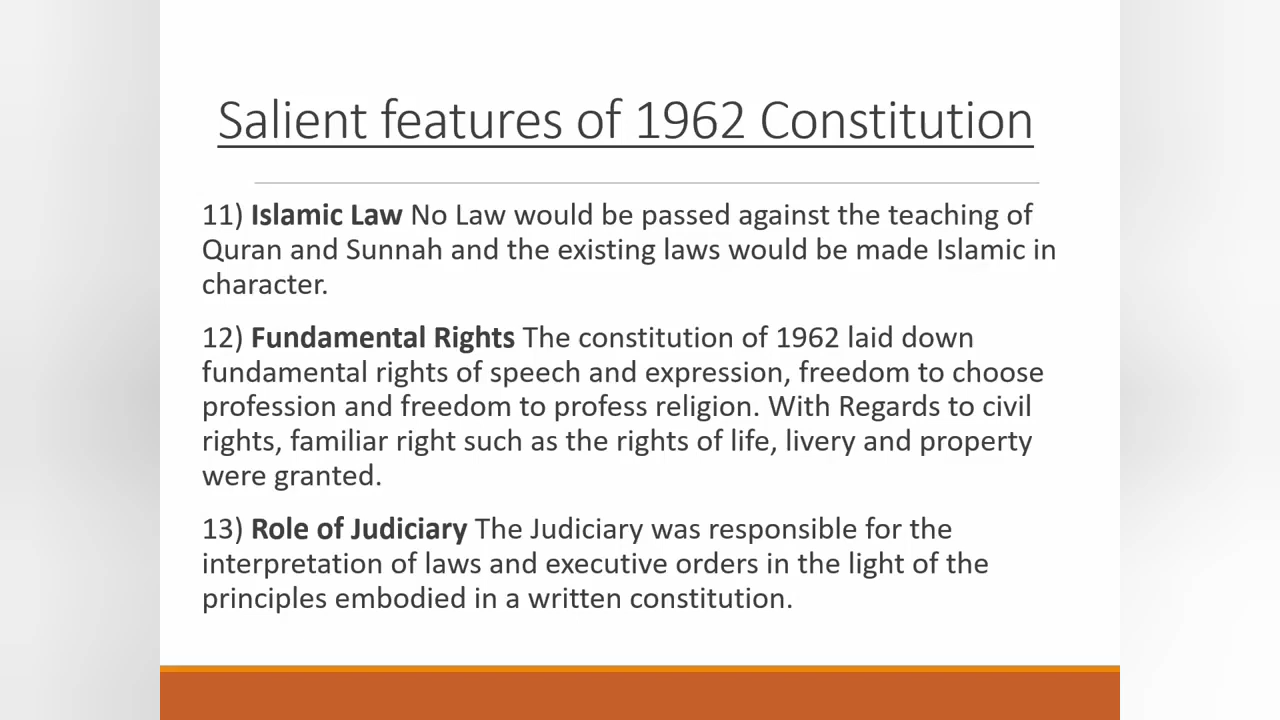 Salient features of 1962 Constitution
11) Islamic Law No Law would be passed against the teaching of
Quran and Sunnah and the existing laws would be made Islamic in
character.
12) Fundamental Rights The constitution of 1962 laid down
fundamental rights of speech and expression, freedom to choose
profession and freedom to profess religion. With Regards to civil
rights, familiar right such as the rights of life, livery and property
were granted.
13) Role of Judiciary The Judiciary was responsible for the
interpretation of laws and executive orders in the light of the
principles embodied in a written constitution.